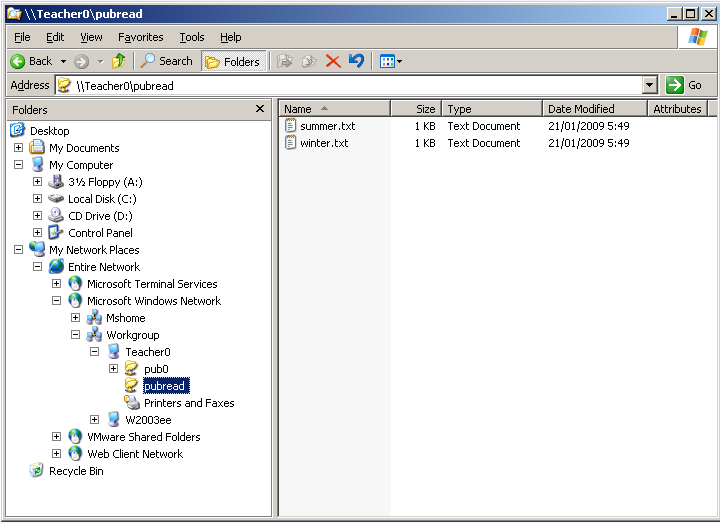 \\Teacher0\pubread
File Edit View Favorites Tools Help
Back Search Folders
Address \\Teacher0\pubread Go
Folders
Desktop
My Documents
My Computer
3½ Floppy (A:)
Local Disk (C:)
CD Drive (D:)
Control Panel
My Network Places
Entire Network
Microsoft Terminal Services
Microsoft Windows Network
Mshome
Workgroup
Teacher0
pub0
pubread
Printers and Faxes
W2003ee
VMware Shared Folders
Web Client Network
Recycle Bin
Name Size Type Date Modified Attributes
summer.txt 1 KB Text Document 21/01/2009 5:49
winter.txt 1 KB Text Document 21/01/2009 5:49